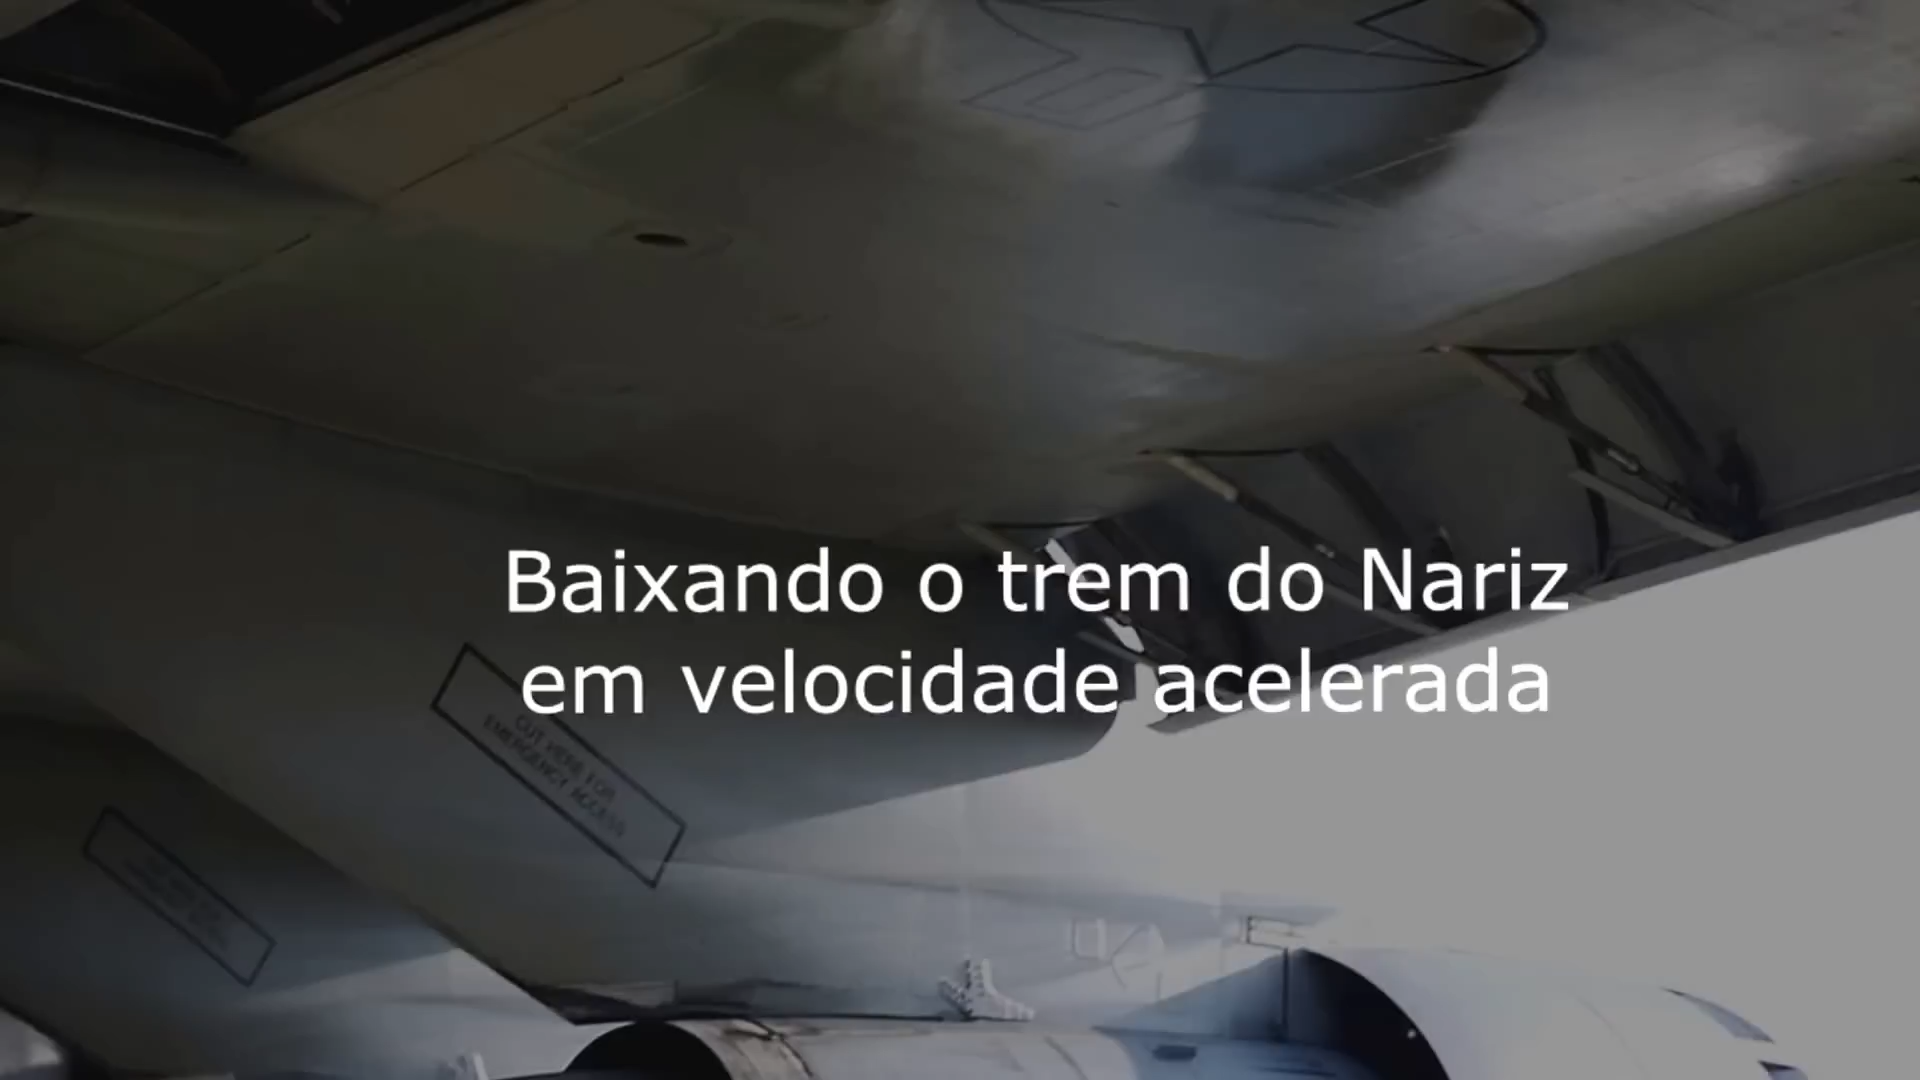 Baixando o trem do Nariz
em velocidade acelerada
CUT HERE FOR
EMERGENCY ACCESS